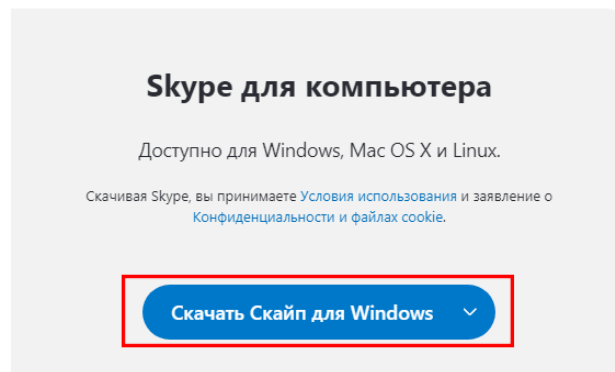 Skype для компьютера
Доступно для Windows, Mac OS X и Linux.
Скачивая Skype, вы принимаете Условия использования и заявление о
Конфиденциальности и файлах cookie.
Скачать Скайп для Windows